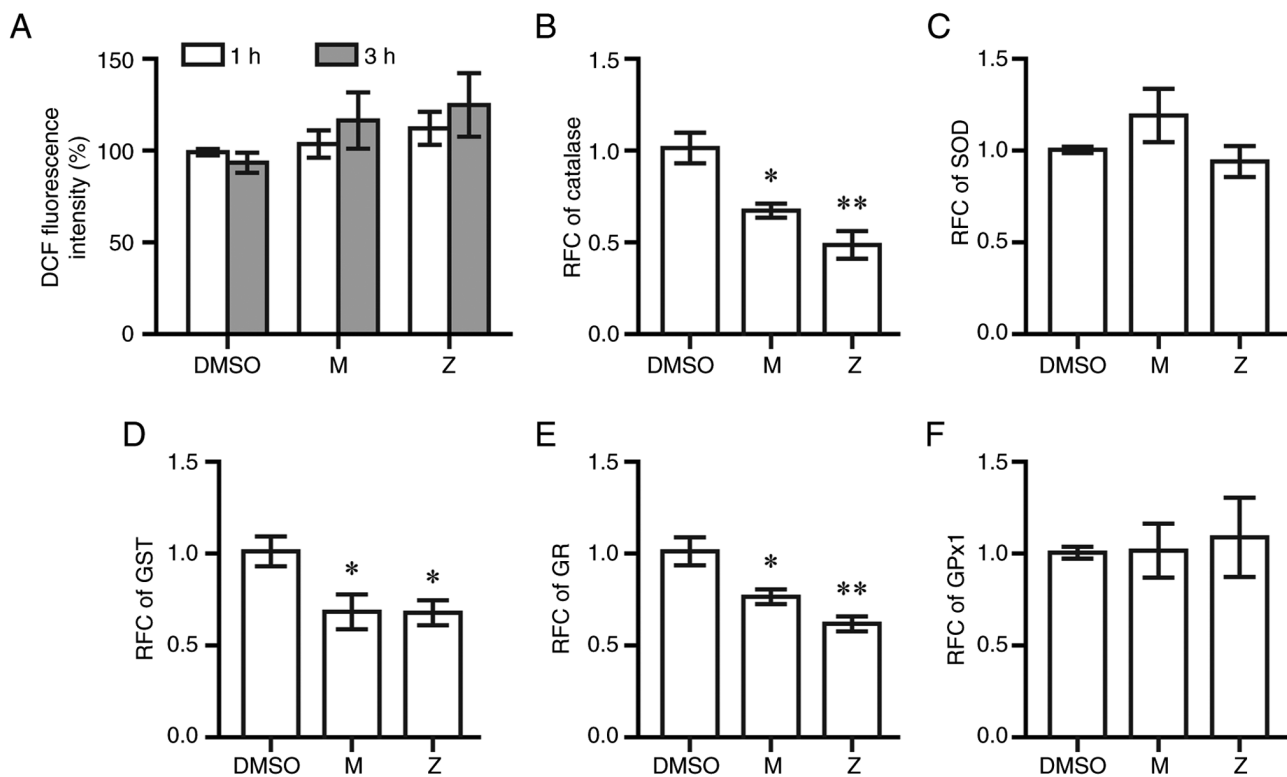 A
1 h
3 h
DCF fluorescence
intensity (%)
150
100
50
0
DMSO M Z
B
RFC of catalase
1.5
1.0
0.5
0.0
*
**
DMSO M Z
C
RFC of SOD
1.5
1.0
0.5
0.0
DMSO M Z
D
RFC of GST
1.5
1.0
0.5
0.0
*
*
DMSO M Z
E
RFC of GR
1.5
1.0
0.5
0.0
*
**
DMSO M Z
F
RFC of GPx1
1.5
1.0
0.5
0.0
DMSO M Z